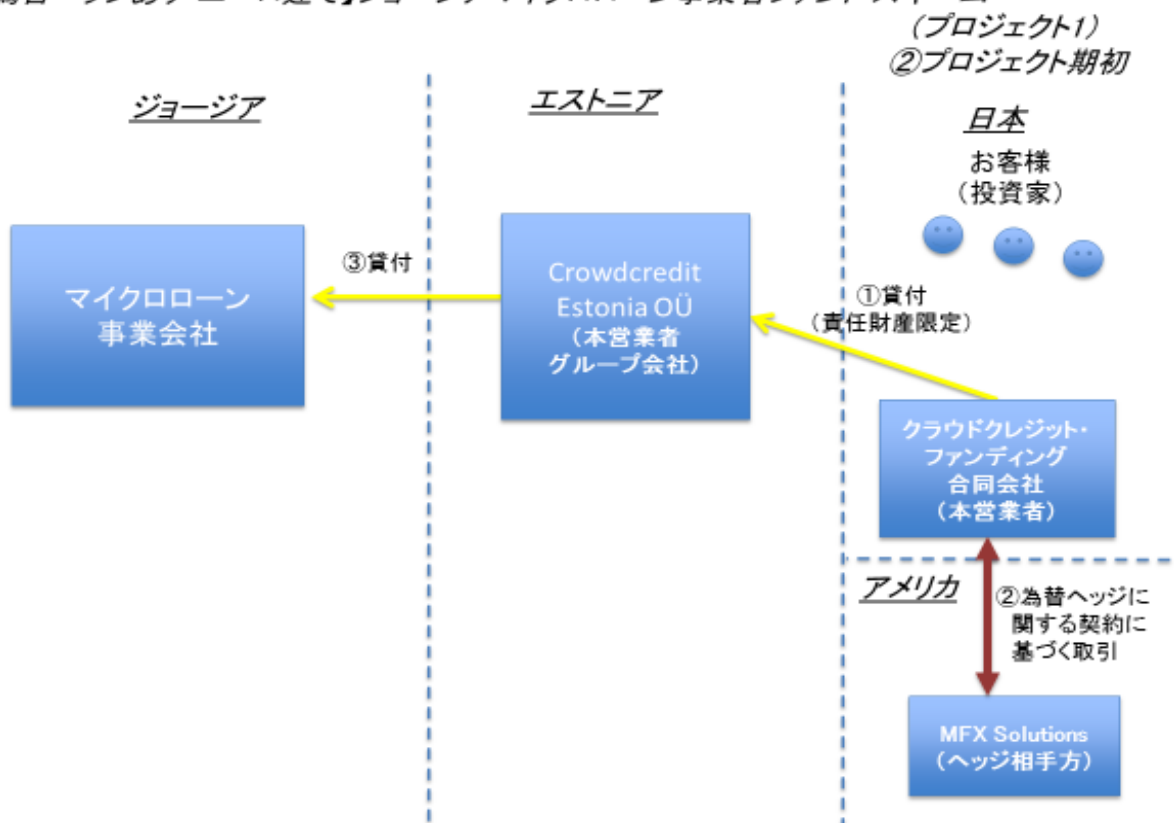 (プロジェクト1)
②プロジェクト期初
ジョージア
エストニア
日本
お客様
(投資家)
マイクロローン
事業会社
③貸付
Crowdcredit
Estonia OÜ
(本営業者
グループ会社)
①貸付
(責任財産限定)
クラウドクレジット・
ファンディング
合同会社
(本営業者)
アメリカ
②為替ヘッジに
関する契約に
基づく取引
MFX Solutions
(ヘッジ相手方)